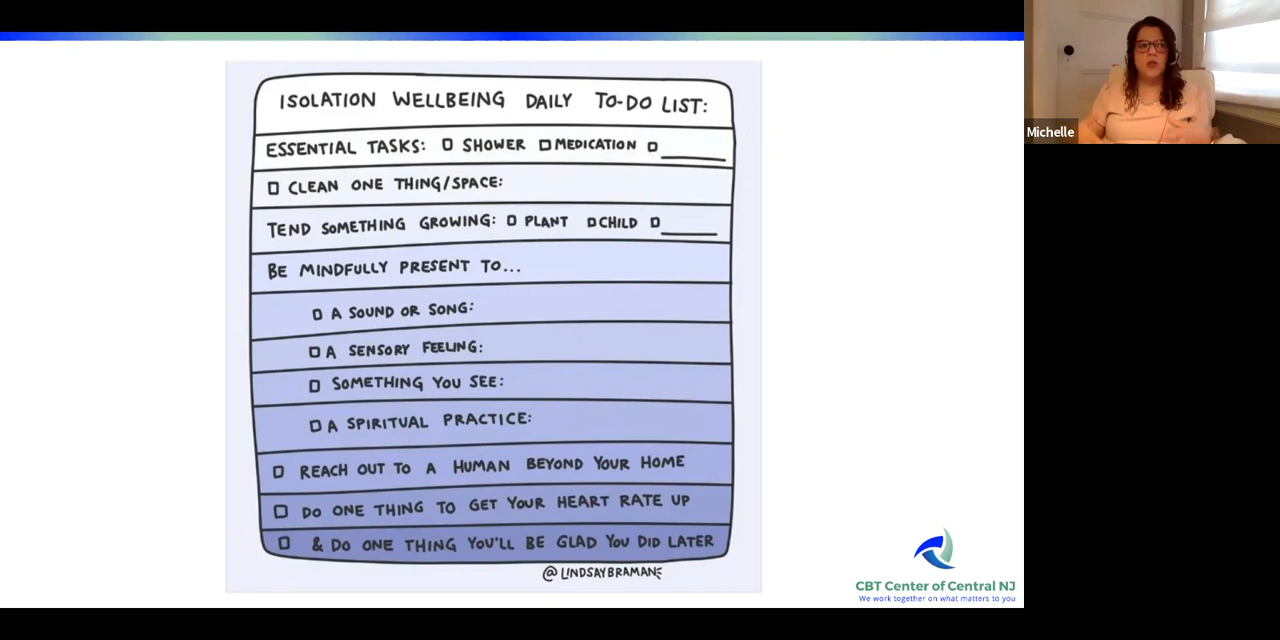 ISOLATION WELLBEING DAILY TO-DO LIST:
ESSENTIAL TASKS: SHOWER MEDICATION
CLEAN ONE THING/SPACE:
TEND SOMETHING GROWING: PLANT CHILD
BE MINDFULLY PRESENT TO...
A SOUND OR SONG:
A SENSORY FEELING:
SOMETHING YOU SEE:
A SPIRITUAL PRACTICE:
REACH OUT TO A HUMAN BEYOND YOUR HOME
DO ONE THING TO GET YOUR HEART RATE UP
& DO ONE THING YOU'LL BE GLAD YOU DID LATER
@LINDSAYBRAMAN
CBT Center of Central NJ
We work together on what matters to you
Michelle